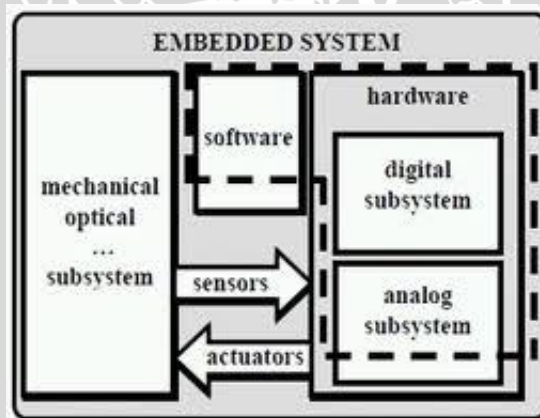 EMBEDDED SYSTEM
mechanical
optical
...
subsystem
software
sensors
actuators
hardware
digital
subsystem
analog
subsystem